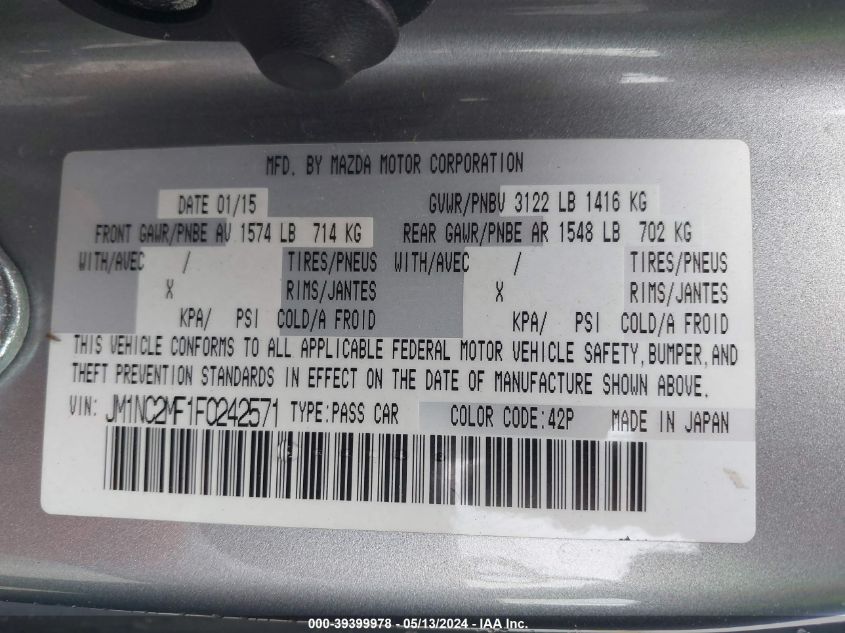 MFD. BY MAZDA MOTOR CORPORATION
DATE 01/15 GVWR/PNBV 3122 LB 1416 KG
FRONT GAWR/PNBE AV 1574 LB 714 KG REAR GAWR/PNBE AR 1548 LB 702 KG
WITH/AVEC / TIRES/PNEUS WITH/AVEC / TIRES/PNEUS
X RIMS/JANTES X RIMS/JANTES
KPA/ PSI COLD/A FROID KPA/ PSI COLD/A FROID
THIS VEHICLE CONFORMS TO ALL APPLICABLE FEDERAL MOTOR VEHICLE SAFETY, BUMPER, AND
THEFT PREVENTION STANDARDS IN EFFECT ON THE DATE OF MANUFACTURE SHOWN ABOVE.
VIN: JM1NC2MF1F0242571 TYPE:PASS CAR COLOR CODE:42P MADE IN JAPAN
000-39399978 - 05/13/2024 - IAA Inc.